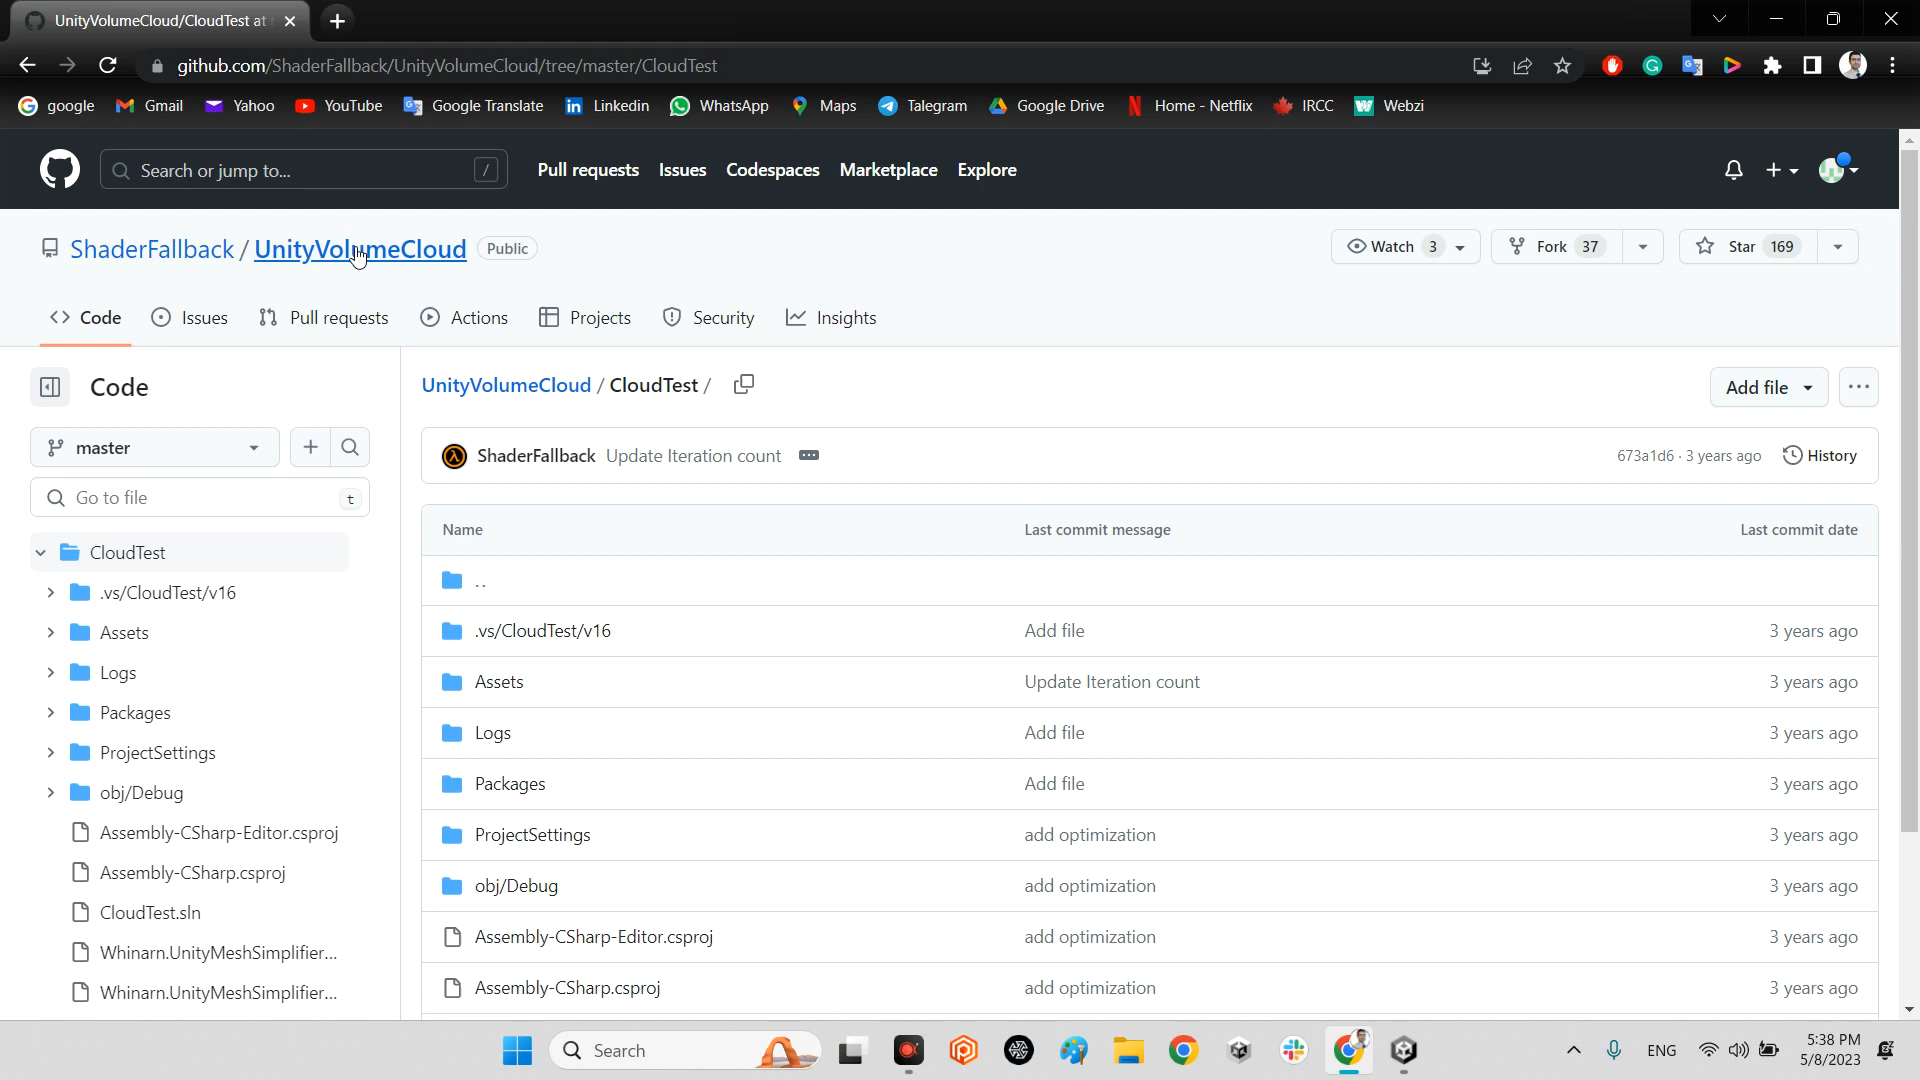 UnityVolumeCloud/CloudTest at
github.com/ShaderFallback/UnityVolumeCloud/tree/master/CloudTest
google Gmail Yahoo YouTube Google Translate Linkedin WhatsApp Maps Telegram Google Drive Home - Netflix IRCC Webzi
Search or jump to... / Pull requests Issues Codespaces Marketplace Explore
ShaderFallback / UnityVolumeCloud Public Watch 3 Fork 37 Star 169
Code Issues Pull requests Actions Projects Security Insights
Code
master
Go to file t
CloudTest
.vs/CloudTest/v16
Assets
Logs
Packages
ProjectSettings
obj/Debug
Assembly-CSharp-Editor.csproj
Assembly-CSharp.csproj
CloudTest.sln
Whinarn.UnityMeshSimplifier...
Whinarn.UnityMeshSimplifier...
UnityVolumeCloud / CloudTest / Add file
ShaderFallback Update Iteration count 673a1d6 · 3 years ago History
Name Last commit message Last commit date
..
.vs/CloudTest/v16 Add file 3 years ago
Assets Update Iteration count 3 years ago
Logs Add file 3 years ago
Packages Add file 3 years ago
ProjectSettings add optimization 3 years ago
obj/Debug add optimization 3 years ago
Assembly-CSharp-Editor.csproj add optimization 3 years ago
Assembly-CSharp.csproj add optimization 3 years ago
Search ENG 5:38 PM
5/8/2023